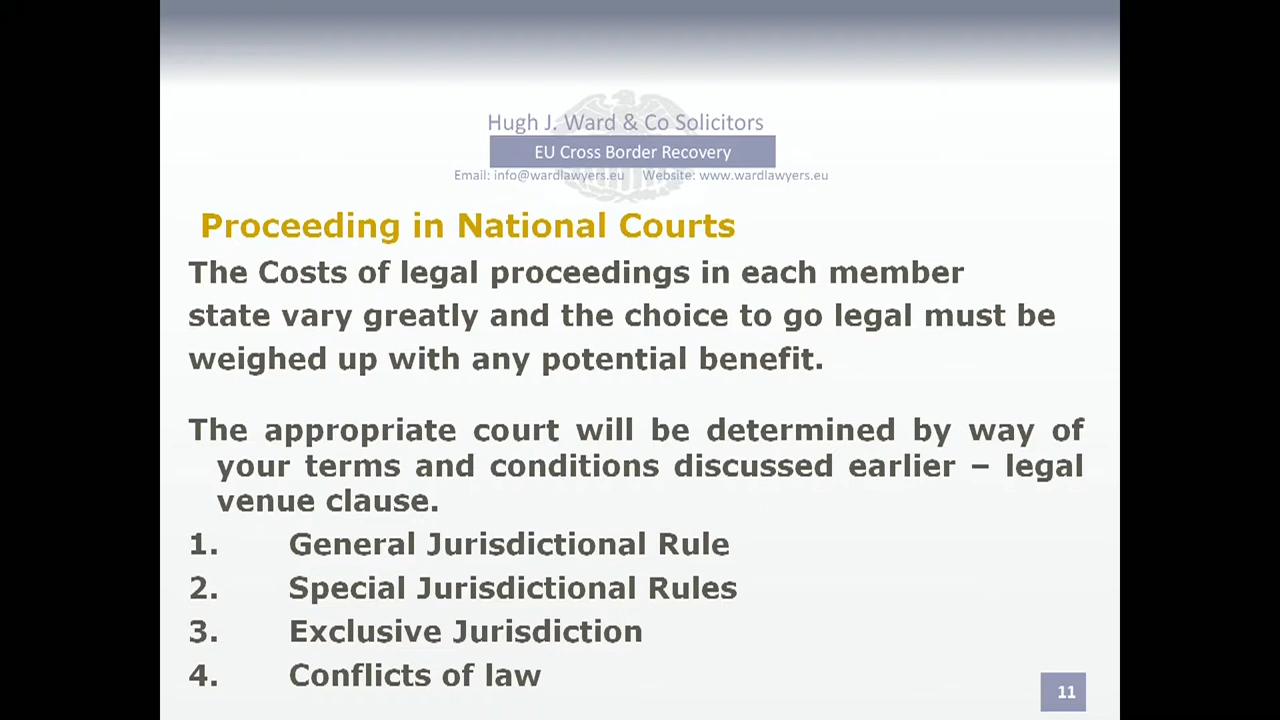 Hugh J. Ward & Co Solicitors
EU Cross Border Recovery
Email: info@wardlawyers.eu Website: www.wardlawyers.eu
Proceeding in National Courts
The Costs of legal proceedings in each member
state vary greatly and the choice to go legal must be
weighed up with any potential benefit.
The appropriate court will be determined by way of
your terms and conditions discussed earlier – legal
venue clause.
1. General Jurisdictional Rule
2. Special Jurisdictional Rules
3. Exclusive Jurisdiction
4. Conflicts of law
11